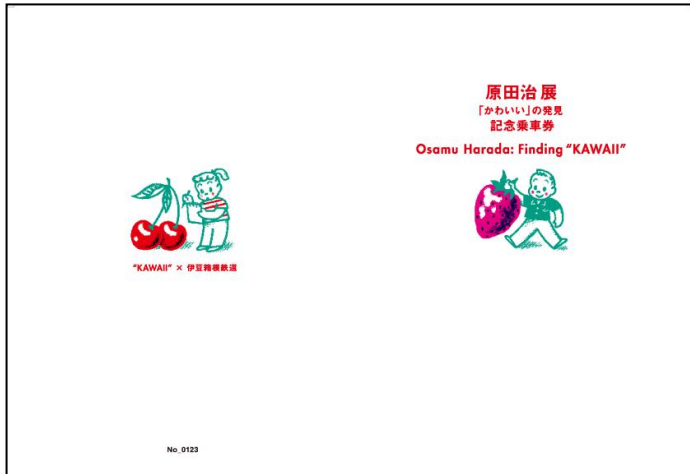 原田治 展
「かわいい」の発見
記念乗車券
Osamu Harada: Finding “KAWAII”
“KAWAII” × 伊豆箱根鉄道
No_0123